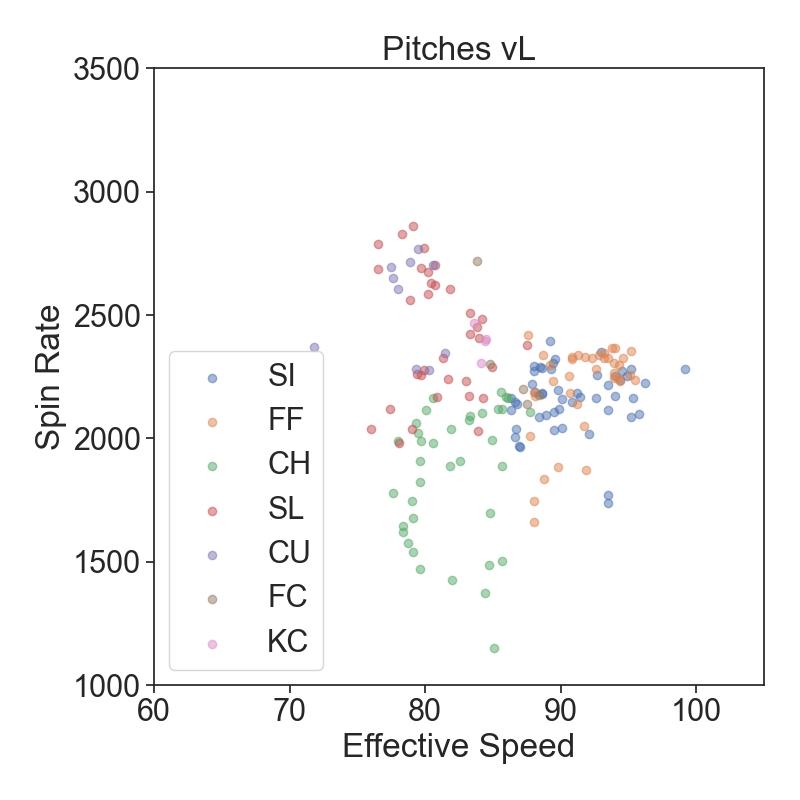 Pitches vL
3500
3000
2500
2000
1500
1000
Spin Rate
SI
FF
CH
SL
CU
FC
KC
60 70 80 90 100
Effective Speed